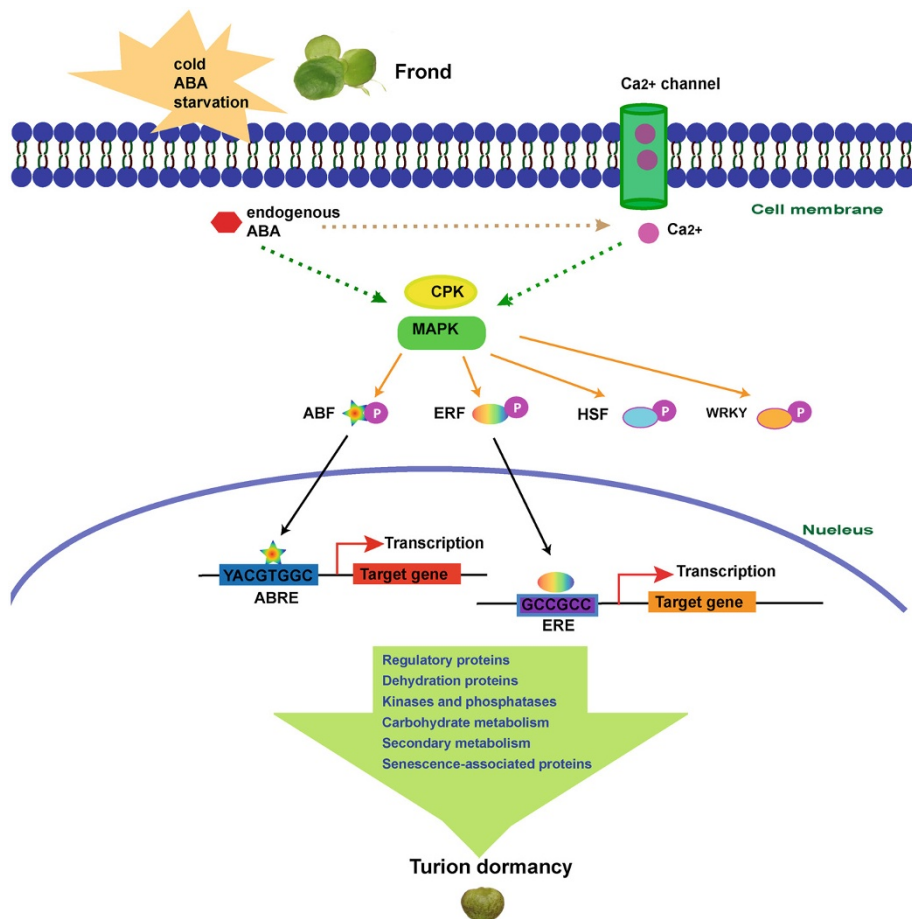 cold
ABA
starvation
Frond
Ca2+ channel
Cell membrane
endogenous
ABA
Ca2+
CPK
MAPK
ABF
P
ERF
P
HSF
P
WRKY
P
Nueleus
Transcription
YACGTGGC
Target gene
ABRE
Transcription
GCCGCC
Target gene
ERE
Regulatory proteins
Dehydration proteins
Kinases and phosphatases
Carbohydrate metabolism
Secondary metabolism
Senescence-associated proteins
Turion dormancy